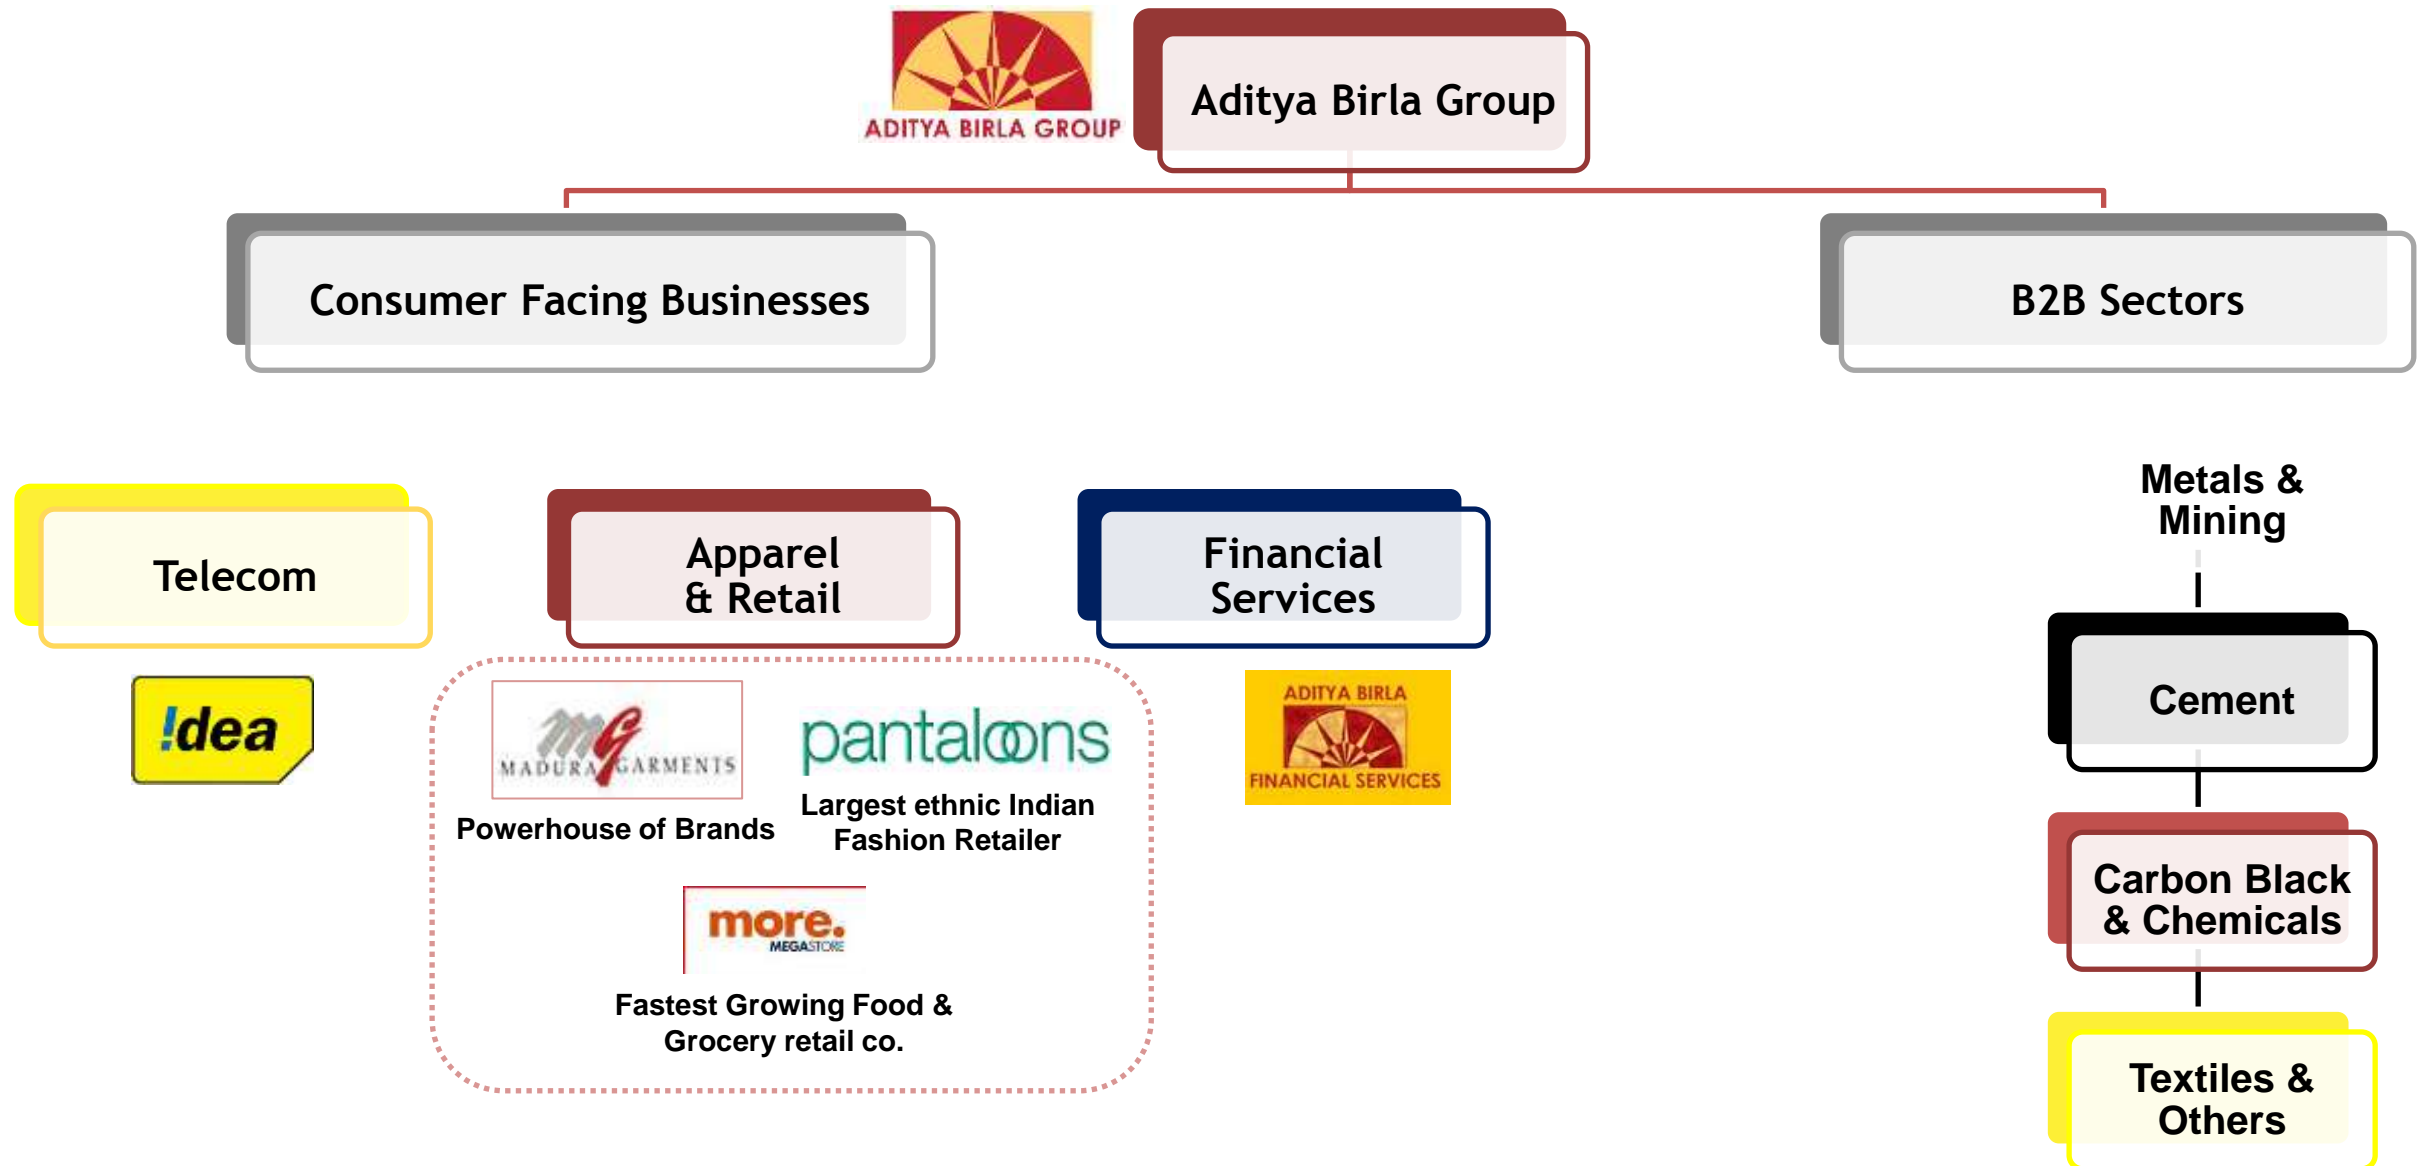 ADITYA BIRLA GROUP
Aditya Birla Group
Consumer Facing Businesses
B2B Sectors
Telecom
!dea
Apparel
& Retail
MADURA GARMENTS
Powerhouse of Brands
pantaloons
Largest ethnic Indian
Fashion Retailer
more.
MEGASTORE
Fastest Growing Food &
Grocery retail co.
Financial
Services
ADITYA BIRLA
FINANCIAL SERVICES
Metals &
Mining
Cement
Carbon Black
& Chemicals
Textiles &
Others